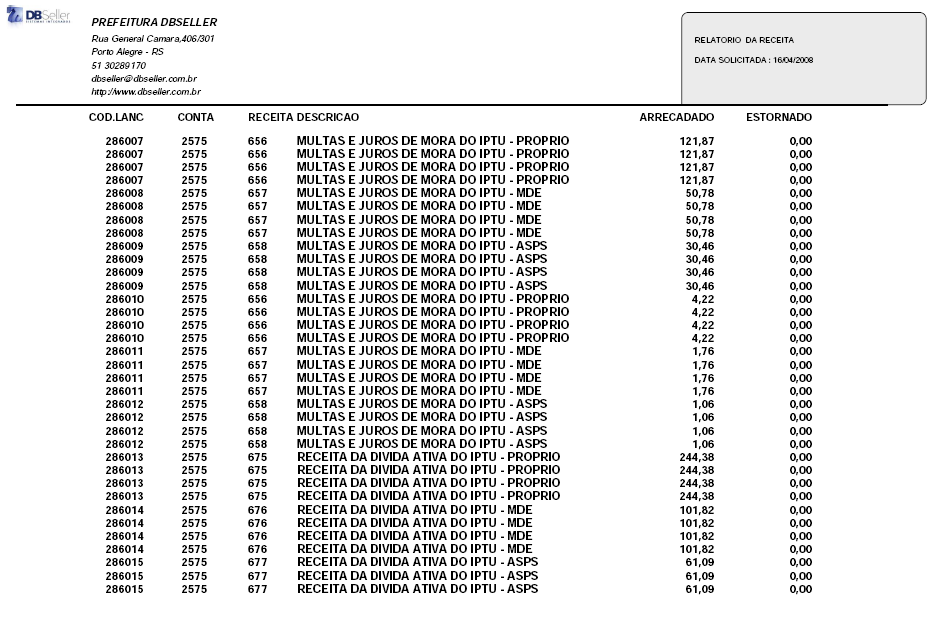 DBSeller
PREFEITURA DBSELLER
Rua General Camara,406/301
Porto Alegre - RS
51 30289170
dbseller@dbseller.com.br
http://www.dbseller.com.br
RELATORIO DA RECEITA
DATA SOLICITADA : 16/04/2008
COD.LANC CONTA RECEITA DESCRICAO ARRECADADO ESTORNADO
286007 2575 656 MULTAS E JUROS DE MORA DO IPTU - PROPRIO 121,87 0,00
286007 2575 656 MULTAS E JUROS DE MORA DO IPTU - PROPRIO 121,87 0,00
286007 2575 656 MULTAS E JUROS DE MORA DO IPTU - PROPRIO 121,87 0,00
286007 2575 656 MULTAS E JUROS DE MORA DO IPTU - PROPRIO 121,87 0,00
286008 2575 657 MULTAS E JUROS DE MORA DO IPTU - MDE 50,78 0,00
286008 2575 657 MULTAS E JUROS DE MORA DO IPTU - MDE 50,78 0,00
286008 2575 657 MULTAS E JUROS DE MORA DO IPTU - MDE 50,78 0,00
286008 2575 657 MULTAS E JUROS DE MORA DO IPTU - MDE 50,78 0,00
286009 2575 658 MULTAS E JUROS DE MORA DO IPTU - ASPS 30,46 0,00
286009 2575 658 MULTAS E JUROS DE MORA DO IPTU - ASPS 30,46 0,00
286009 2575 658 MULTAS E JUROS DE MORA DO IPTU - ASPS 30,46 0,00
286009 2575 658 MULTAS E JUROS DE MORA DO IPTU - ASPS 30,46 0,00
286010 2575 656 MULTAS E JUROS DE MORA DO IPTU - PROPRIO 4,22 0,00
286010 2575 656 MULTAS E JUROS DE MORA DO IPTU - PROPRIO 4,22 0,00
286010 2575 656 MULTAS E JUROS DE MORA DO IPTU - PROPRIO 4,22 0,00
286010 2575 656 MULTAS E JUROS DE MORA DO IPTU - PROPRIO 4,22 0,00
286011 2575 657 MULTAS E JUROS DE MORA DO IPTU - MDE 1,76 0,00
286011 2575 657 MULTAS E JUROS DE MORA DO IPTU - MDE 1,76 0,00
286011 2575 657 MULTAS E JUROS DE MORA DO IPTU - MDE 1,76 0,00
286011 2575 657 MULTAS E JUROS DE MORA DO IPTU - MDE 1,76 0,00
286012 2575 658 MULTAS E JUROS DE MORA DO IPTU - ASPS 1,06 0,00
286012 2575 658 MULTAS E JUROS DE MORA DO IPTU - ASPS 1,06 0,00
286012 2575 658 MULTAS E JUROS DE MORA DO IPTU - ASPS 1,06 0,00
286012 2575 658 MULTAS E JUROS DE MORA DO IPTU - ASPS 1,06 0,00
286013 2575 675 RECEITA DA DIVIDA ATIVA DO IPTU - PROPRIO 244,38 0,00
286013 2575 675 RECEITA DA DIVIDA ATIVA DO IPTU - PROPRIO 244,38 0,00
286013 2575 675 RECEITA DA DIVIDA ATIVA DO IPTU - PROPRIO 244,38 0,00
286013 2575 675 RECEITA DA DIVIDA ATIVA DO IPTU - PROPRIO 244,38 0,00
286014 2575 676 RECEITA DA DIVIDA ATIVA DO IPTU - MDE 101,82 0,00
286014 2575 676 RECEITA DA DIVIDA ATIVA DO IPTU - MDE 101,82 0,00
286014 2575 676 RECEITA DA DIVIDA ATIVA DO IPTU - MDE 101,82 0,00
286014 2575 676 RECEITA DA DIVIDA ATIVA DO IPTU - MDE 101,82 0,00
286015 2575 677 RECEITA DA DIVIDA ATIVA DO IPTU - ASPS 61,09 0,00
286015 2575 677 RECEITA DA DIVIDA ATIVA DO IPTU - ASPS 61,09 0,00
286015 2575 677 RECEITA DA DIVIDA ATIVA DO IPTU - ASPS 61,09 0,00